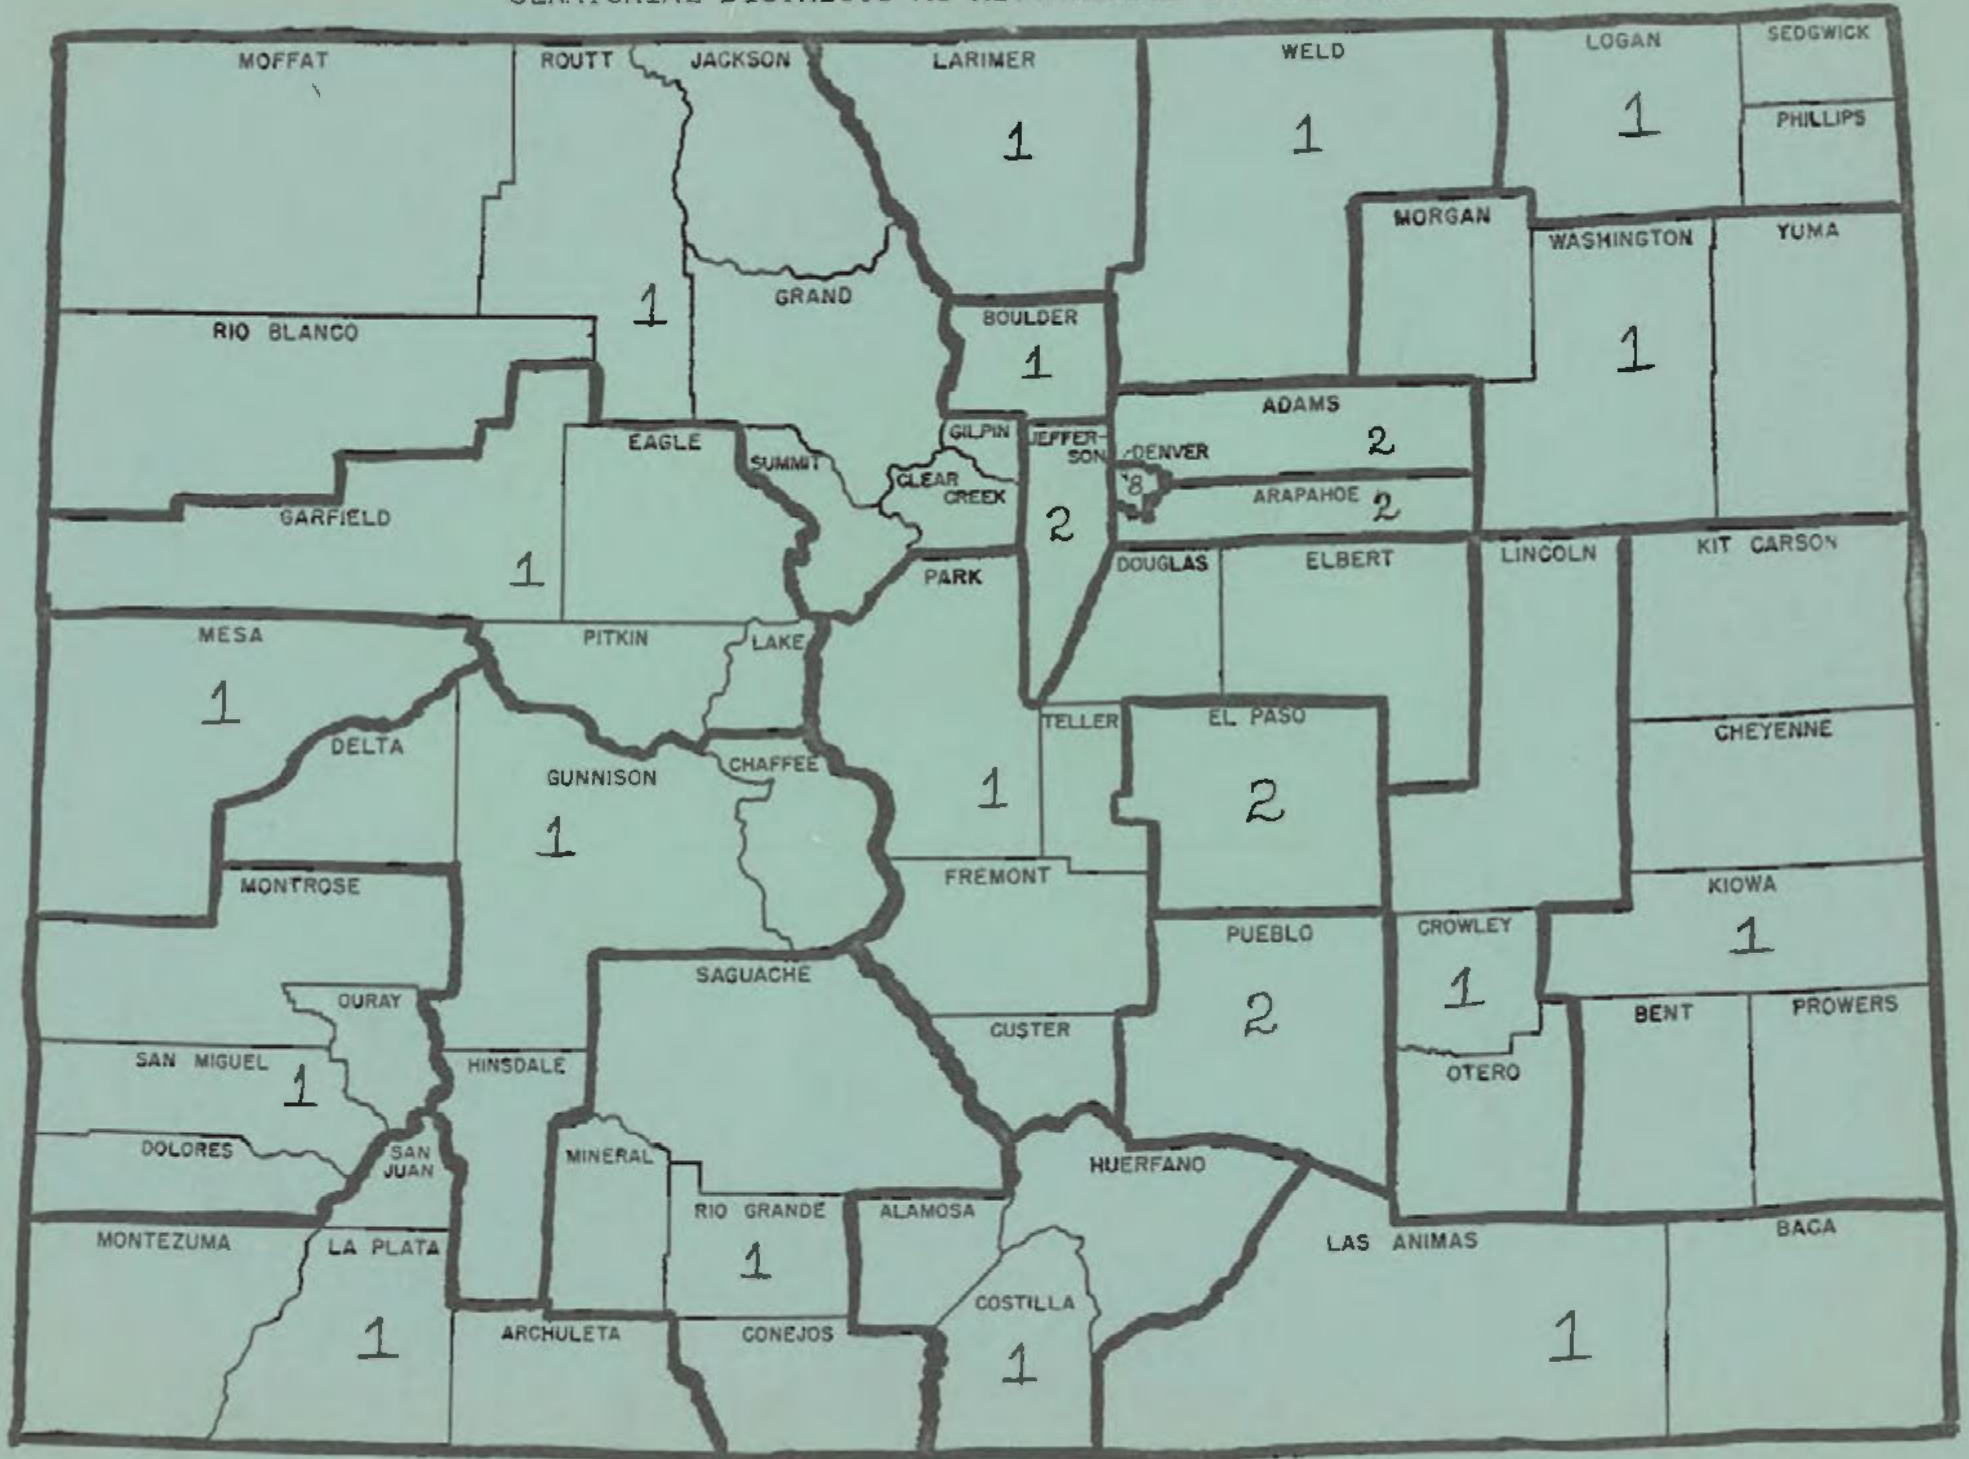 MOFFAT
ROUTT
JACKSON
LARIMER
WELD
LOGAN
SEDGWICK
1
1
1
PHILLIPS
MORGAN
WASHINGTON
YUMA
1
GRAND
BOULDER
RIO BLANCO
1
1
ADAMS
2
GILPIN
JEFFER-
SON
DENVER
EAGLE
SUMMIT
CLEAR
CREEK
8
ARAPAHOE
2
GARFIELD
1
2
PARK
DOUGLAS
ELBERT
LINCOLN
KIT CARSON
MESA
PITKIN
LAKE
1
TELLER
EL PASO
DELTA
CHEYENNE
GUNNISON
CHAFFEE
1
2
1
MONTROSE
FREMONT
KIOWA
CROWLEY
PUEBLO
1
SAGUACHE
1
OURAY
CUSTER
2
BENT
PROWERS
SAN MIGUEL
HINSDALE
1
OTERO
DOLORES
SAN
JUAN
MINERAL
HUERFANO
RIO GRANDE
ALAMOSA
MONTEZUMA
LA PLATA
LAS ANIMAS
BACA
1
COSTILLA
1
ARCHULETA
CONEJOS
1
1